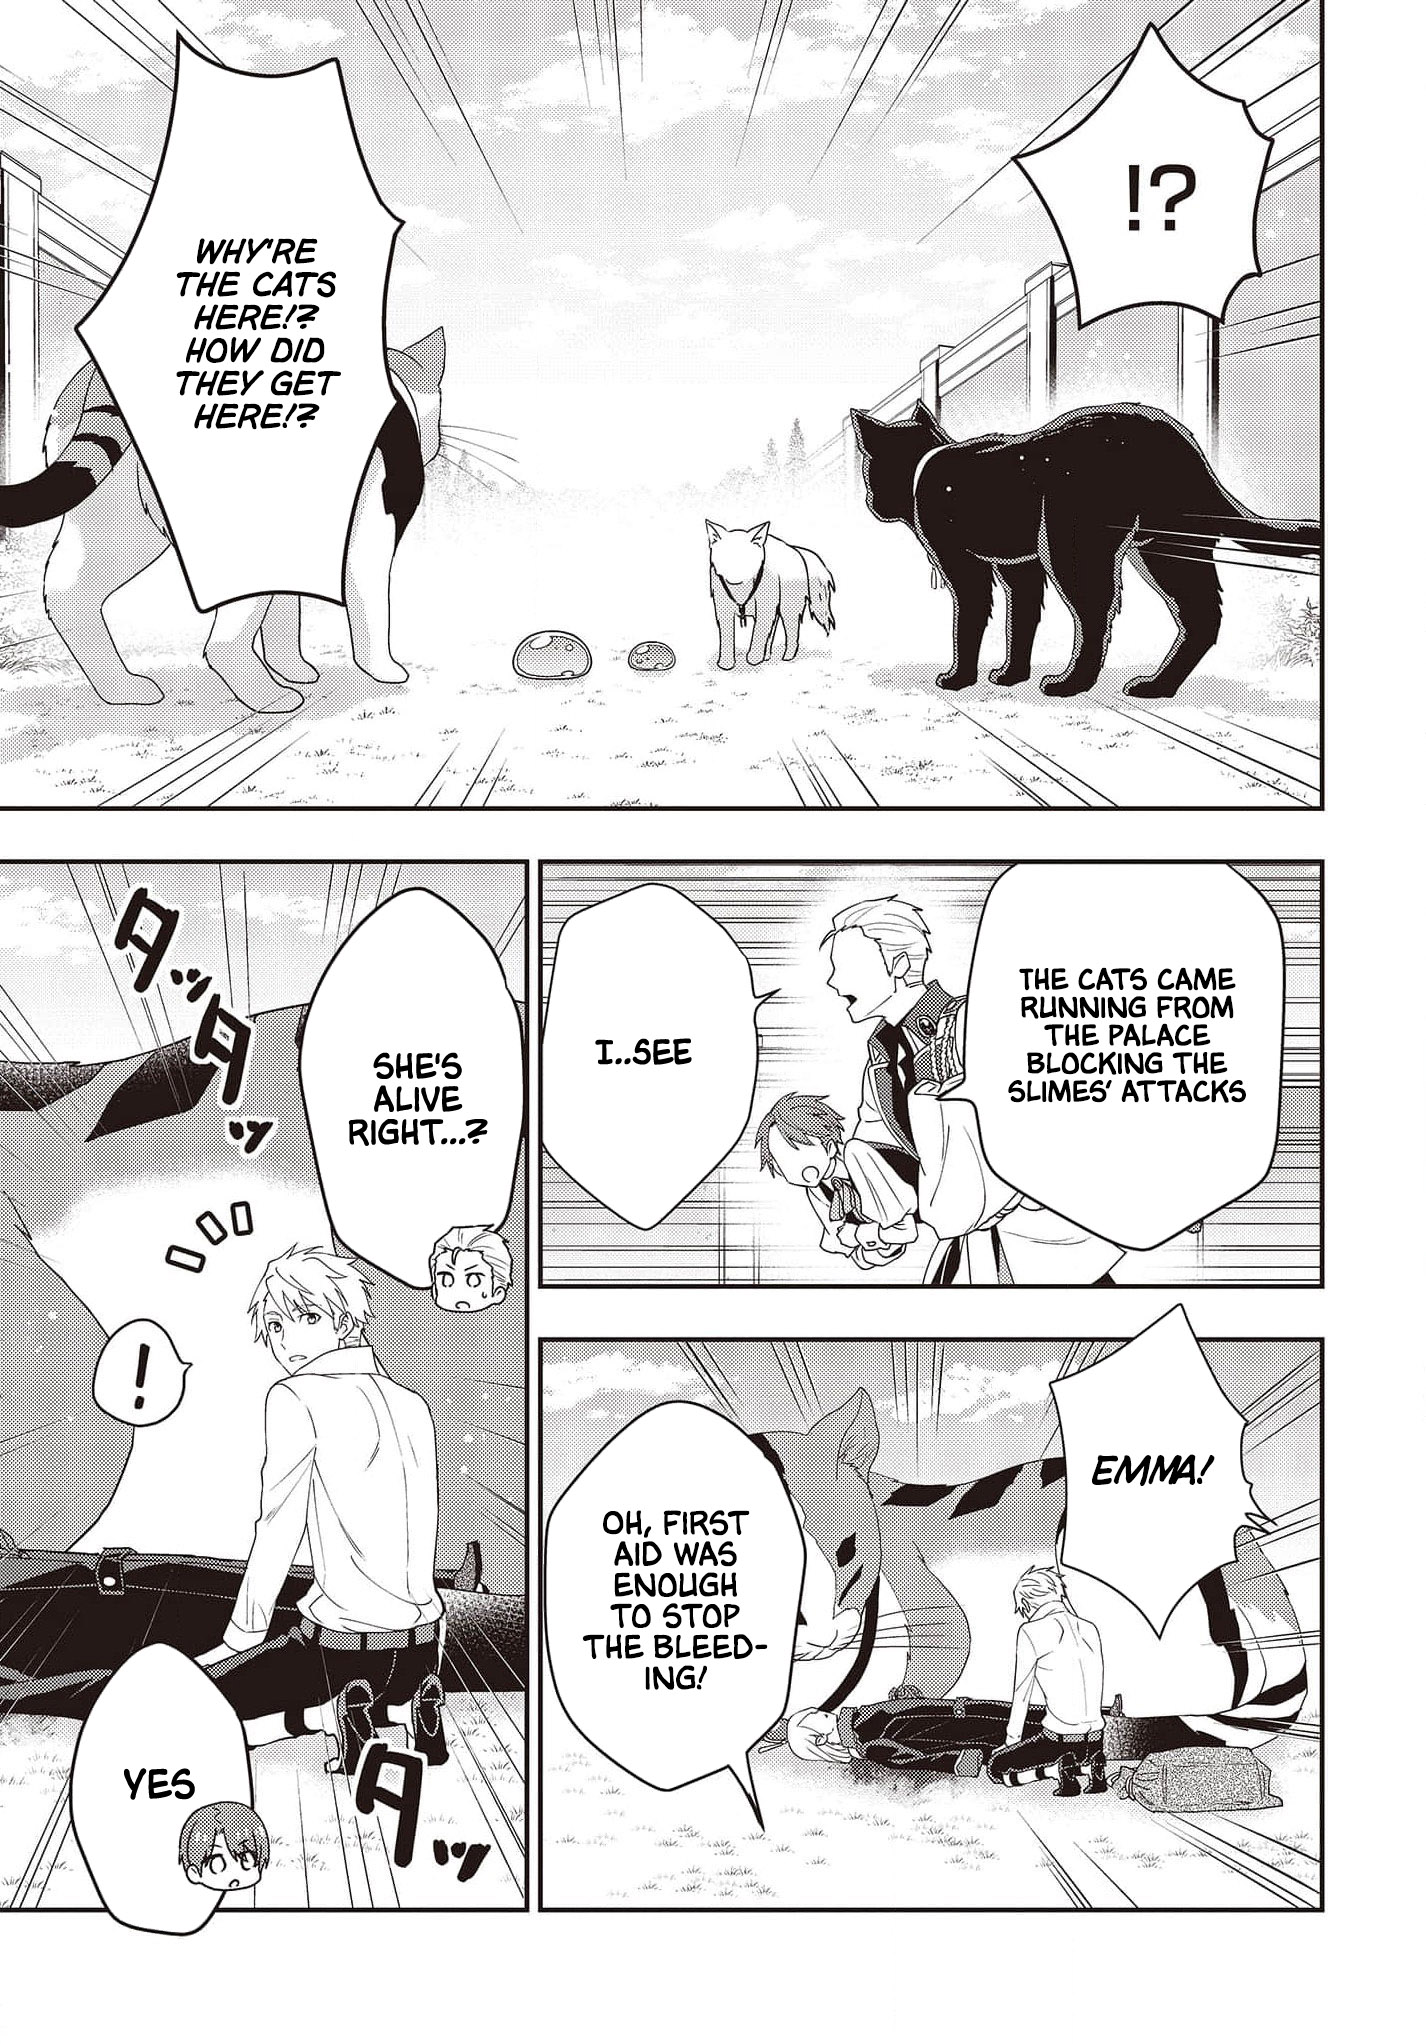 !?
WHY'RE
THE CATS
HERE!?
HOW DID
THEY GET
HERE!?
THE CATS CAME
RUNNING FROM
THE PALACE
BLOCKING THE
SLIMES' ATTACKS
I..SEE
EMMA!
OH, FIRST
AID WAS
ENOUGH
TO STOP
THE BLEED-
ING!
SHE'S
ALIVE
RIGHT...?
タッタッ
!
YES
タッ